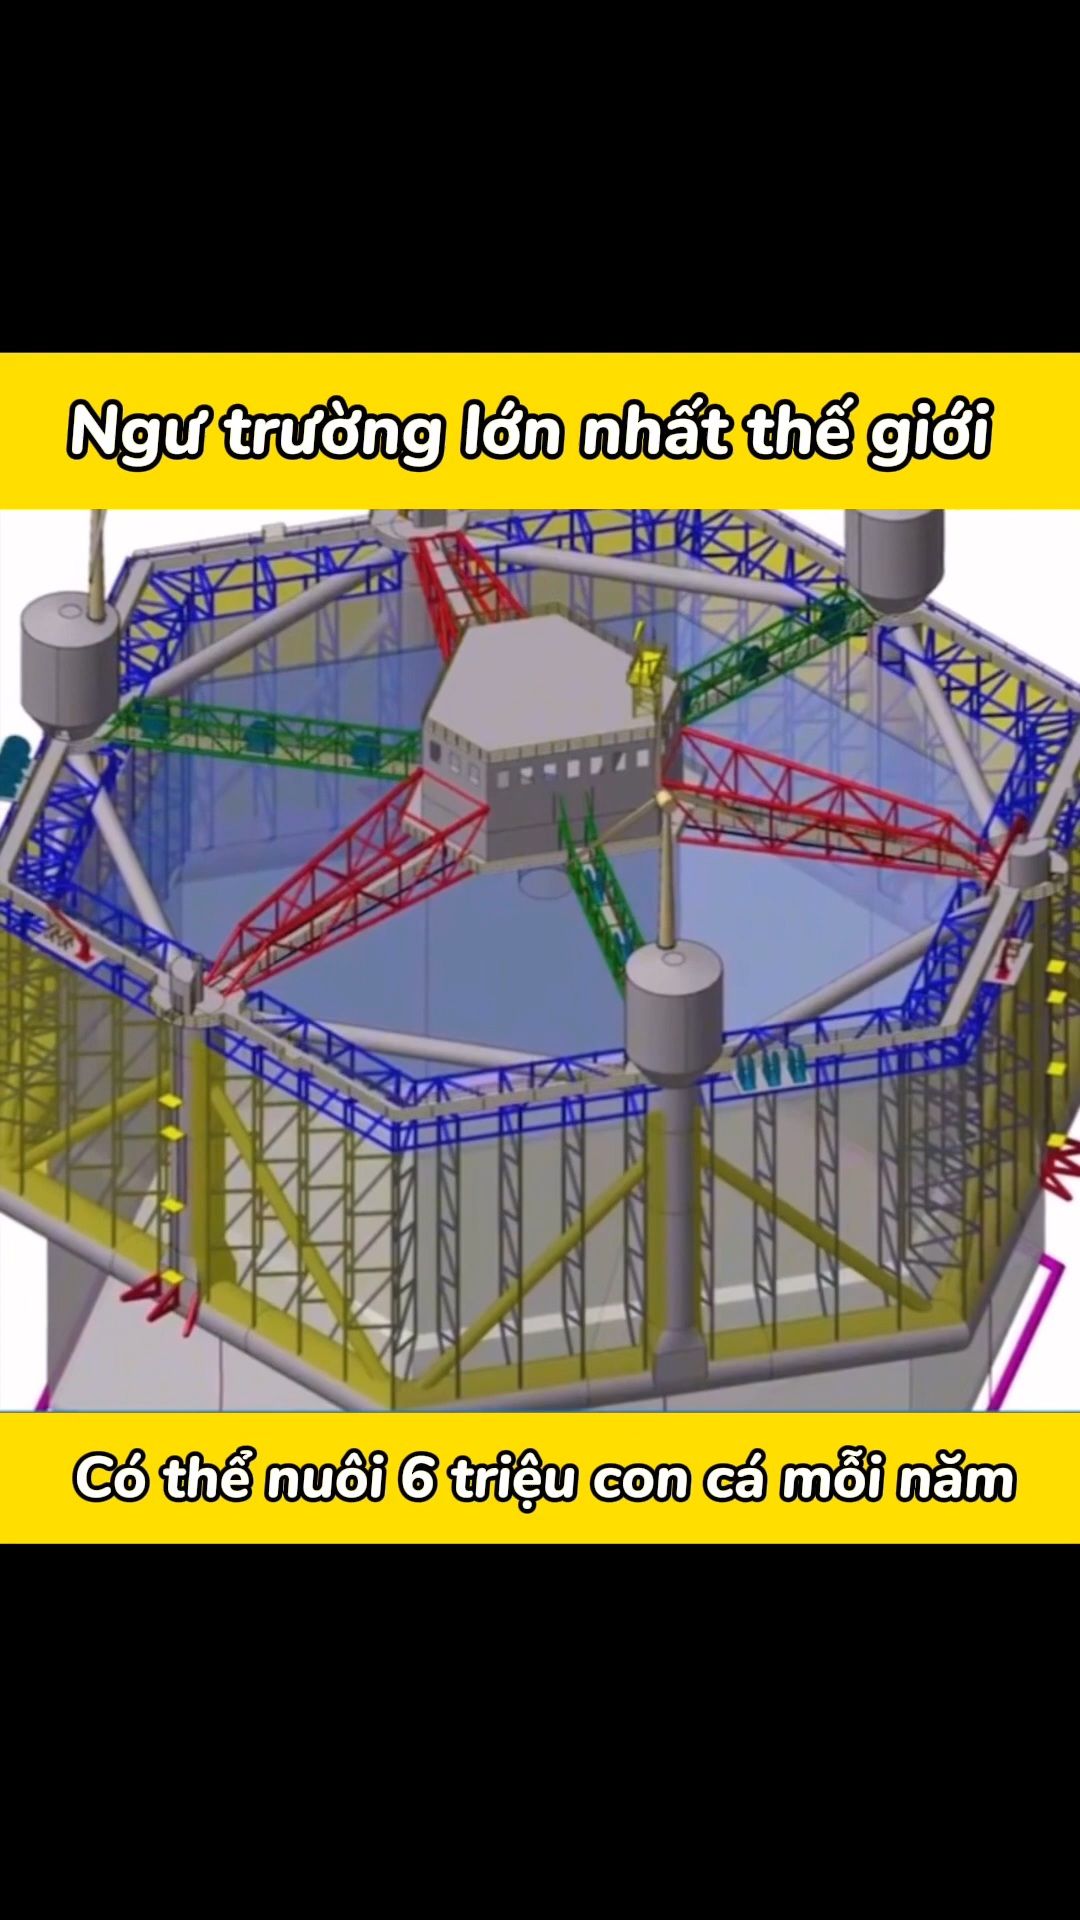 Ngư trường lớn nhất thế giới
Có thể nuôi 6 triệu con cá mỗi năm